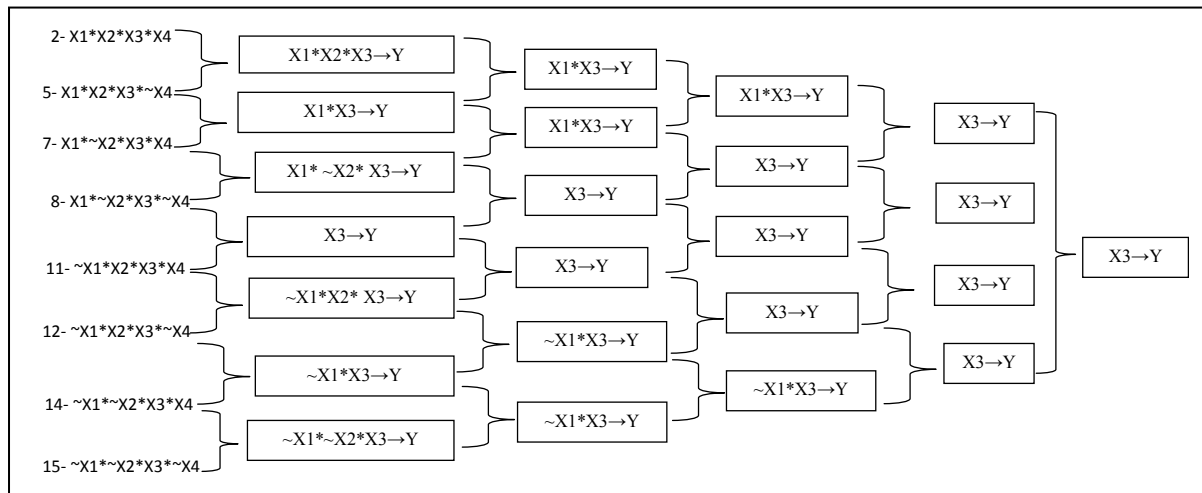 2- X1*X2*X3*X4
5- X1*X2*X3*~X4
7- X1*~X2*X3*X4
8- X1*~X2*X3*~X4
11- ~X1*X2*X3*X4
12- ~X1*X2*X3*~X4
14- ~X1*~X2*X3*X4
15- ~X1*~X2*X3*~X4
X1*X2*X3→Y
X1*X3→Y
X1* ~X2* X3→Y
X3→Y
~X1*X2* X3→Y
~X1*X3→Y
~X1*~X2*X3→Y
X1*X3→Y
X1*X3→Y
X3→Y
X3→Y
~X1*X3→Y
~X1*X3→Y
X1*X3→Y
X3→Y
X3→Y
X3→Y
~X1*X3→Y
X3→Y
X3→Y
X3→Y
X3→Y
X3→Y